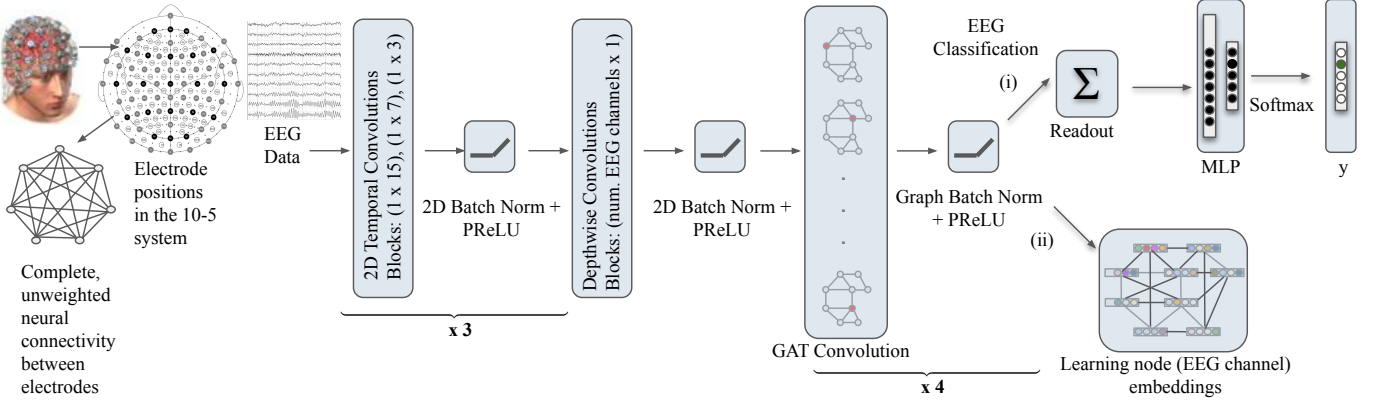 Electrode
positions
in the 10-5
system
Complete,
unweighted
neural
connectivity
between
electrodes
EEG
Data
2D Temporal Convolutions
Blocks: (1 x 15), (1 x 7), (1 x 3)
2D Batch Norm +
PReLU
x 3
Depthwise Convolutions
Blocks: (num. EEG channels x 1)
2D Batch Norm +
PReLU
GAT Convolution
Graph Batch Norm
+ PReLU
x 4
EEG
Classification
(i)
Σ
Readout
MLP
Softmax
y
(ii)
Learning node (EEG channel)
embeddings